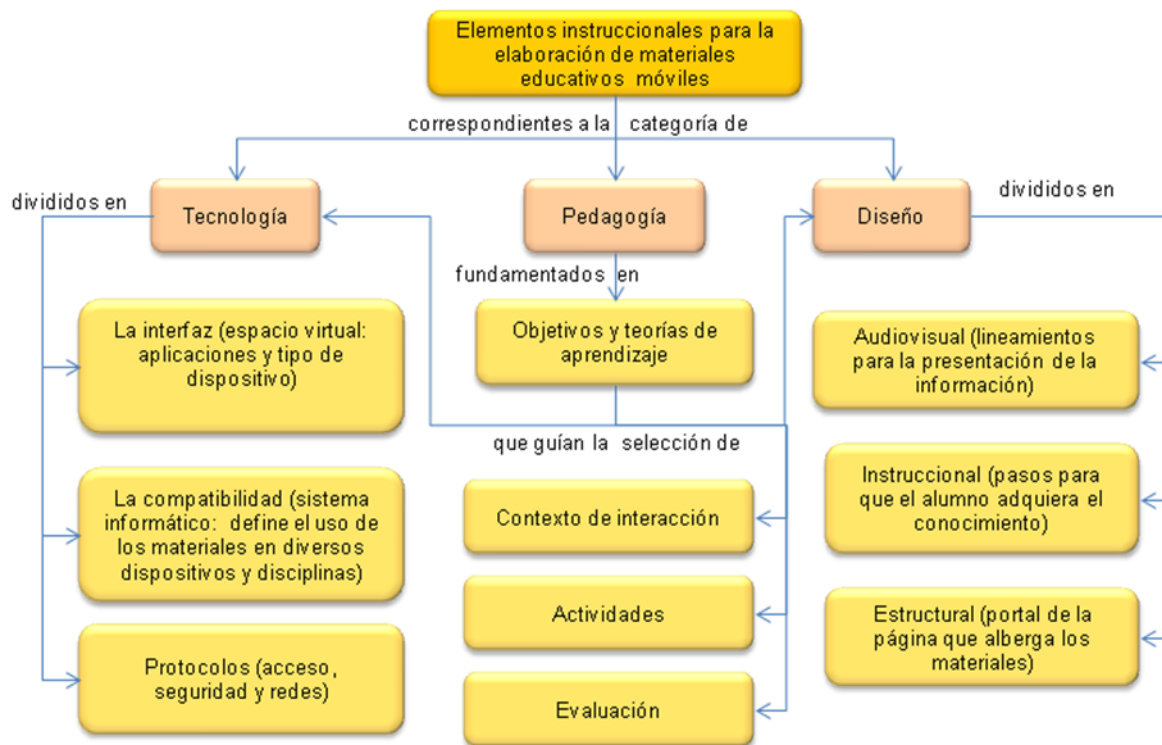 Elementos instruccionales para la
elaboración de materiales
educativos móviles
correspondientes a la categoría de
divididos en
Tecnología
Pedagogía
Diseño
divididos en
fundamentados en
La interfaz (espacio virtual:
aplicaciones y tipo de
dispositivo)
Objetivos y teorías de
aprendizaje
Audiovisual (lineamientos
para la presentación de la
información)
que guían la selección de
La compatibilidad (sistema
informático: define el uso de
los materiales en diversos
dispositivos y disciplinas)
Contexto de interacción
Instruccional (pasos para
que el alumno adquiera el
conocimiento)
Actividades
Estructural (portal de la
página que alberga los
materiales)
Protocolos (acceso,
seguridad y redes)
Evaluación